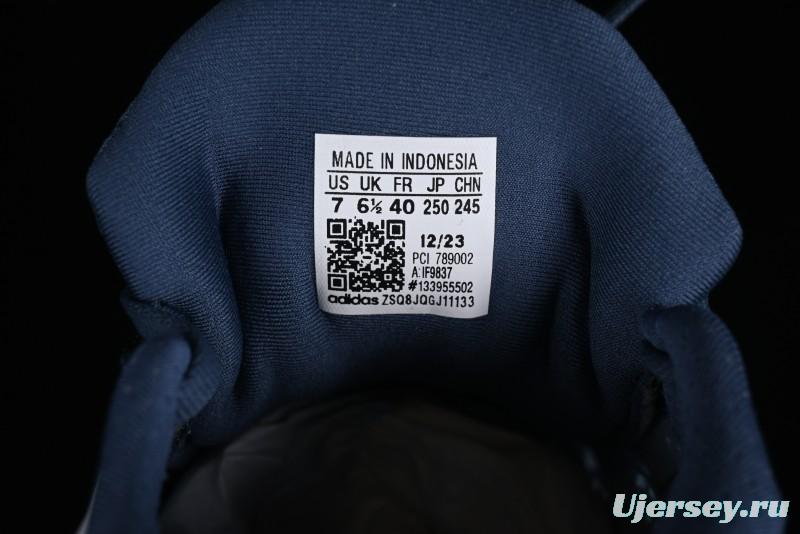 MADE IN INDONESIA
US UK FR JP CHN
7 6½ 40 250 245
12/23
PCI 789002
A: IF9837
#133955502
adidas ZSQ8JQGJ11133
Ujersey.ru